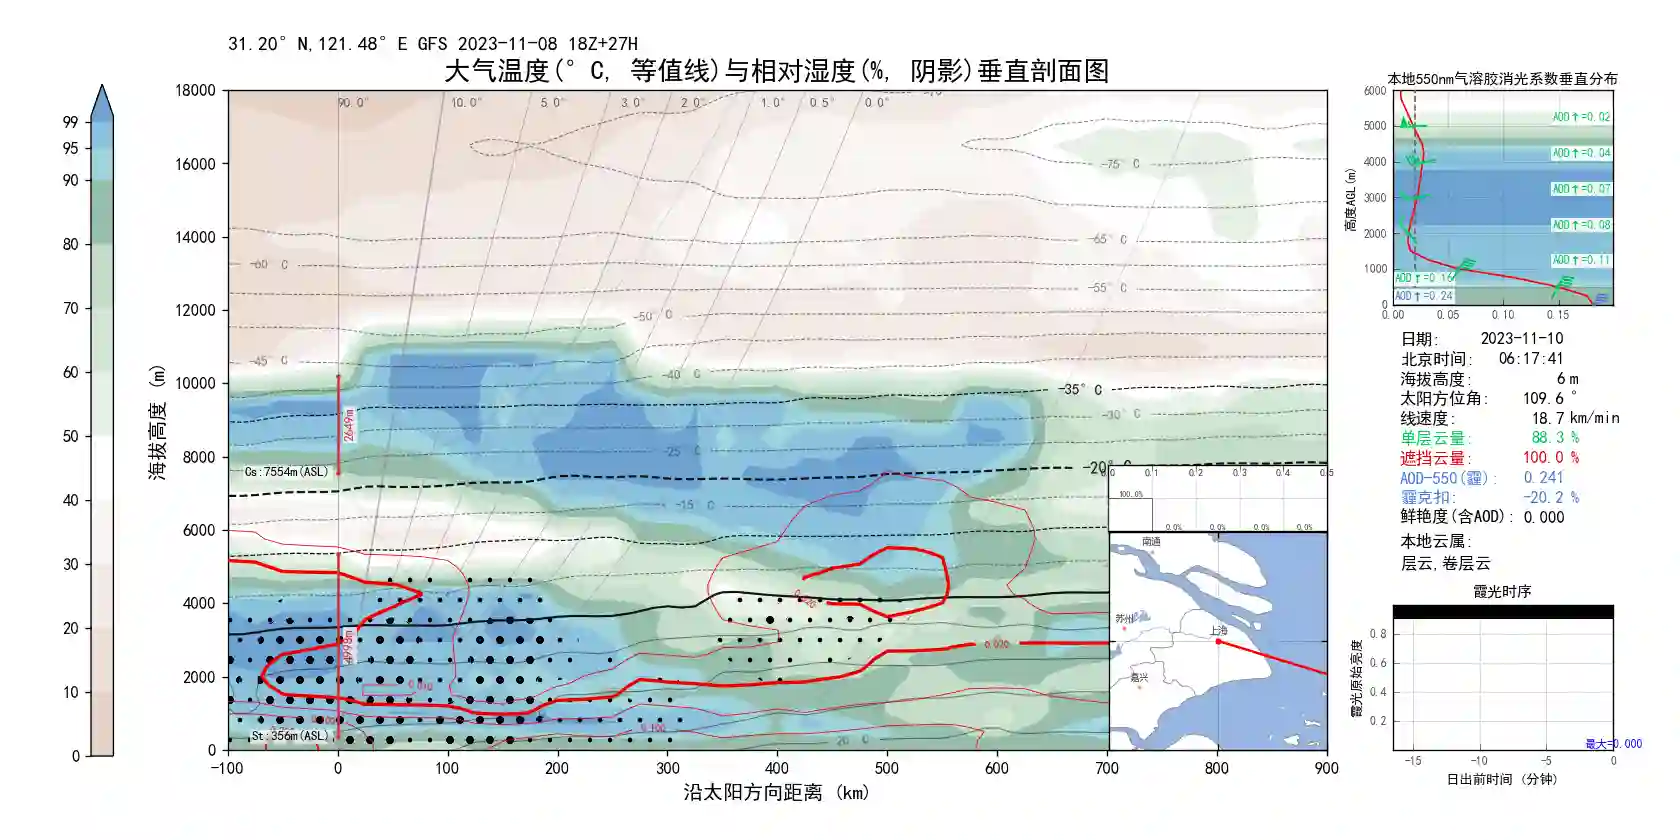 31.20° N,121.48° E GFS 2023-11-08 18Z+27H
大气温度(° C, 等值线)与相对湿度(%, 阴影)垂直剖面图
99
95
90
80
70
60
50
40
30
20
10
0
海拔高度 (m)
18000
16000
14000
12000
10000
8000
6000
4000
2000
0
90.0° 10.0° 5.0° 3.0° 2.0° 1.0° 0.5° 0.0°
-75° C
-65° C
-60 C
-55° C
-50 C
-45 C
-40 C
-35° C
-30° C
-25 C
-20° C
-15 C
20 C
2649m
Cs:7554m(ASL)
4998m
St:356m(ASL)
0.100
-100 0 100 200 300 400 500 600 700 800 900
沿太阳方向距离 (km)
0.1 0.2 0.3 0.4 0.5
100.0%
0.0% 0.0% 0.0% 0.0%
南通
苏州
上海
嘉兴
本地550nm气溶胶消光系数垂直分布
高度AGL(m)
6000
5000
4000
3000
2000
1000
0
AOD↑=0.02
AOD↑=0.04
AOD↑=0.07
AOD↑=0.08
AOD↑=0.11
AOD↑=0.16
AOD↑=0.24
0.00 0.05 0.10 0.15
日期: 2023-11-10
北京时间: 06:17:41
海拔高度: 6 m
太阳方位角: 109.6 °
线速度: 18.7 km/min
单层云量: 88.3 %
遮挡云量: 100.0 %
AOD-550(霾): 0.241
霾克扣: -20.2 %
鲜艳度(含AOD): 0.000
本地云属:
层云,卷层云
霞光时序
霞光原始亮度
0.8
0.6
0.4
0.2
最大=0.000
-15 -10 -5 0
日出前时间 (分钟)